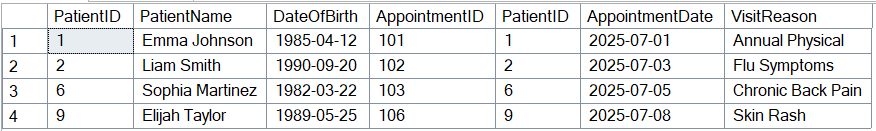 PatientID PatientName DateOfBirth AppointmentID PatientID AppointmentDate VisitReason
1 1 Emma Johnson 1985-04-12 101 1 2025-07-01 Annual Physical
2 2 Liam Smith 1990-09-20 102 2 2025-07-03 Flu Symptoms
3 6 Sophia Martinez 1982-03-22 103 6 2025-07-05 Chronic Back Pain
4 9 Elijah Taylor 1989-05-25 106 9 2025-07-08 Skin Rash